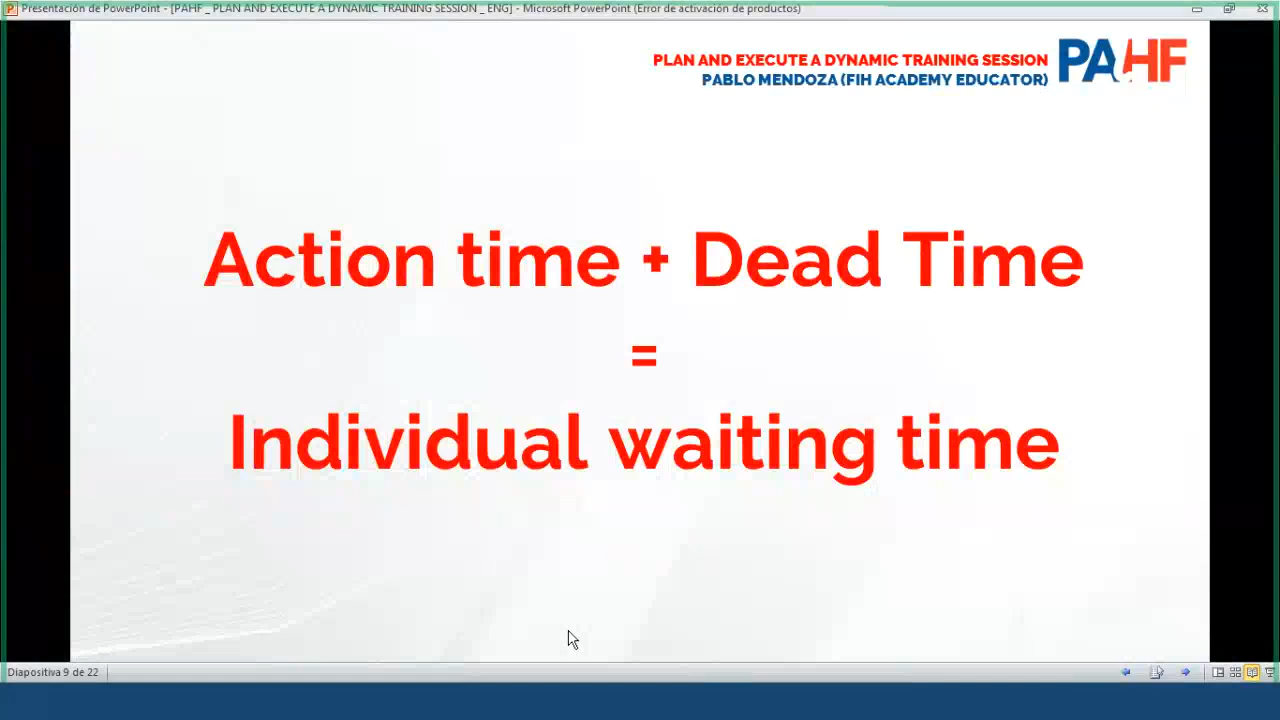 Presentación de PowerPoint - [PAHF _ PLAN AND EXECUTE A DYNAMIC TRAINING SESSION _ ENG] - Microsoft PowerPoint (Error de activación de productos)
PLAN AND EXECUTE A DYNAMIC TRAINING SESSION
PABLO MENDOZA (FIH ACADEMY EDUCATOR)
PAHF
Action time + Dead Time
=
Individual waiting time
Diapositiva 9 de 22